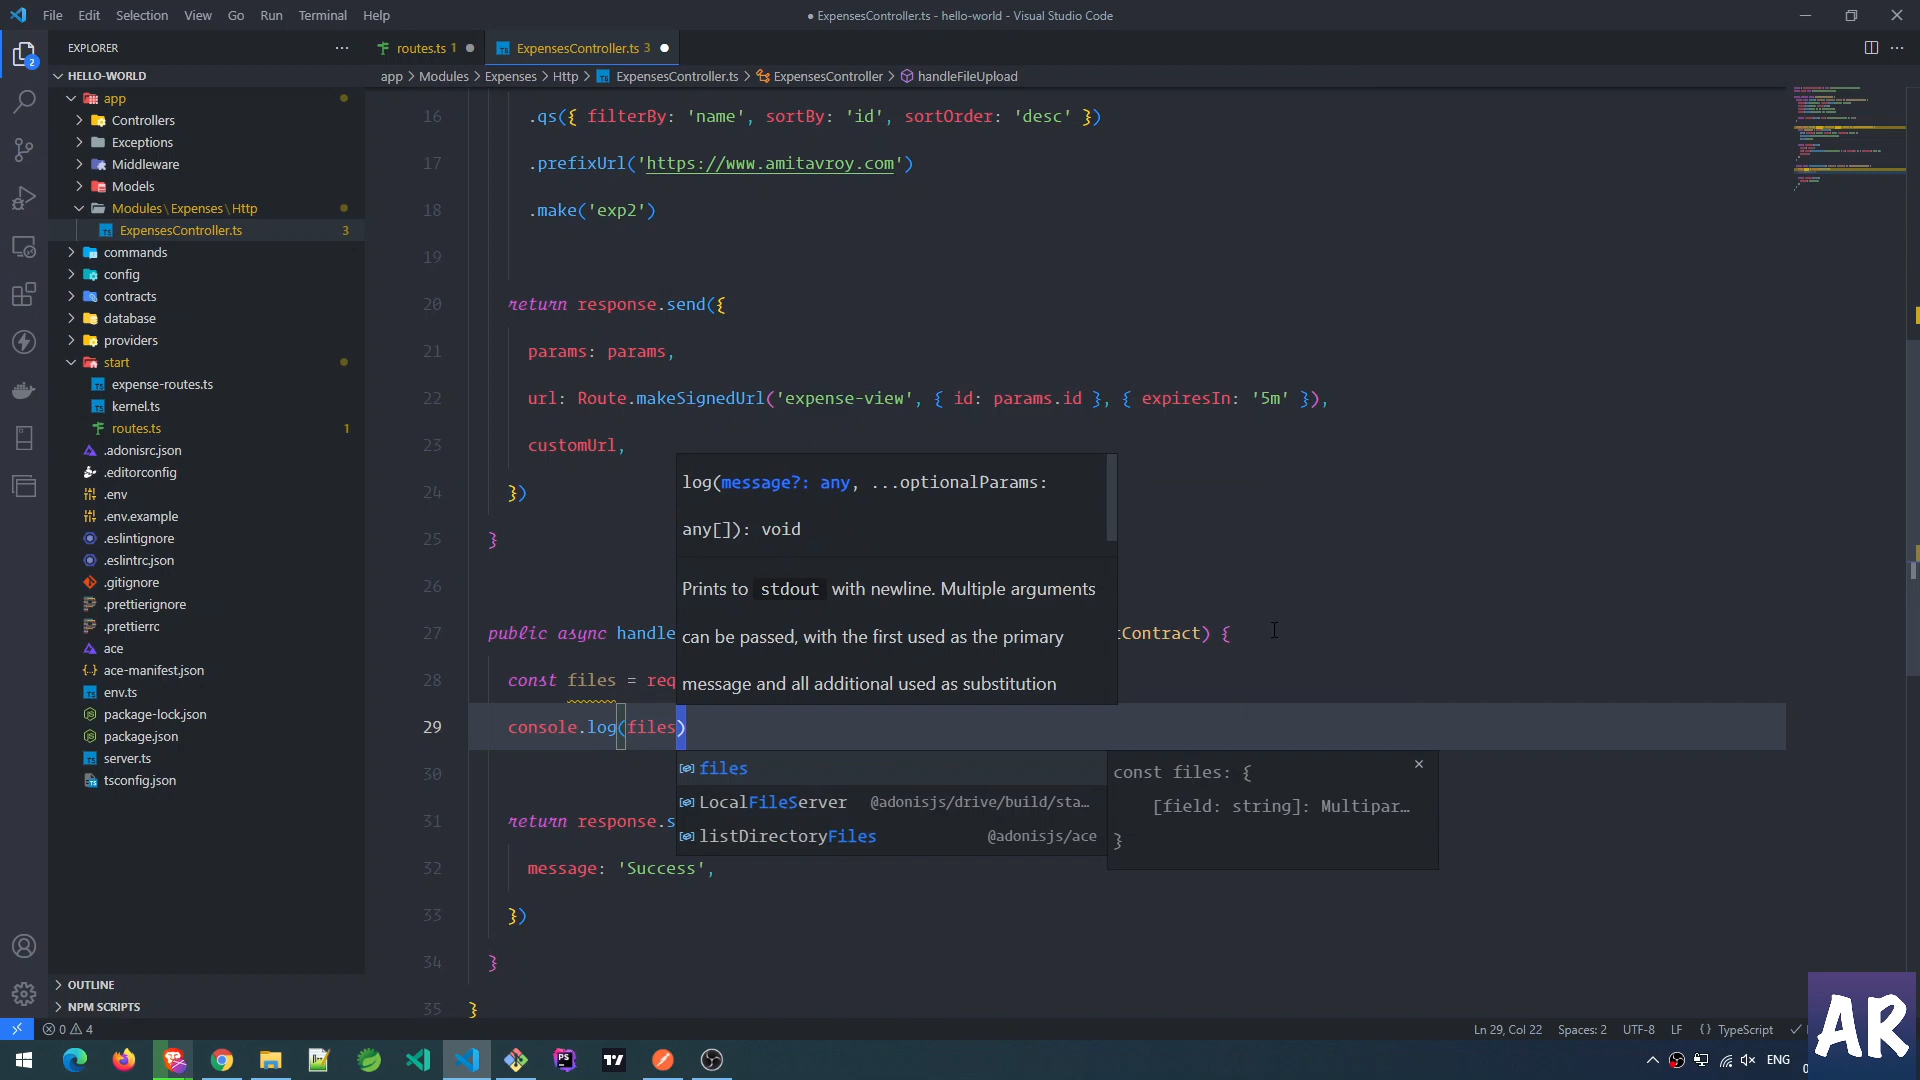 File Edit Selection View Go Run Terminal Help
● ExpensesController.ts - hello-world - Visual Studio Code
EXPLORER
HELLO-WORLD
app
Controllers
Exceptions
Middleware
Models
Modules\Expenses\Http
ExpensesController.ts 3
commands
config
contracts
database
providers
start
expense-routes.ts
kernel.ts
routes.ts 1
.adonisrc.json
.editorconfig
.env
.env.example
.eslintignore
.eslintrc.json
.gitignore
.prettierignore
.prettierrc
ace
ace-manifest.json
env.ts
package-lock.json
package.json
server.ts
tsconfig.json
OUTLINE
NPM SCRIPTS
2
routes.ts 1
ExpensesController.ts 3
app > Modules > Expenses > Http > ExpensesController.ts > ExpensesController > handleFileUpload
16 .qs({ filterBy: 'name', sortBy: 'id', sortOrder: 'desc' })
17 .prefixUrl('https://www.amitavroy.com')
18 .make('exp2')
19
20 return response.send({
21 params: params,
22 url: Route.makeSignedUrl('expense-view', { id: params.id }, { expiresIn: '5m' }),
23 customUrl,
24 })
25 }
26
27 public async handle tContract) {
28 const files = req
29 console.log(files)
30
31 return response.s
32 message: 'Success',
33 })
34 }
35 }
log(message?: any, ...optionalParams:
any[]): void
Prints to stdout with newline. Multiple arguments
can be passed, with the first used as the primary
message and all additional used as substitution
files
LocalFileServer @adonisjs/drive/build/sta...
listDirectoryFiles @adonisjs/ace
const files: {
[field: string]: Multipar...
}
0 4
Ln 29, Col 22 Spaces: 2 UTF-8 LF {} TypeScript
AR
PS
ENG